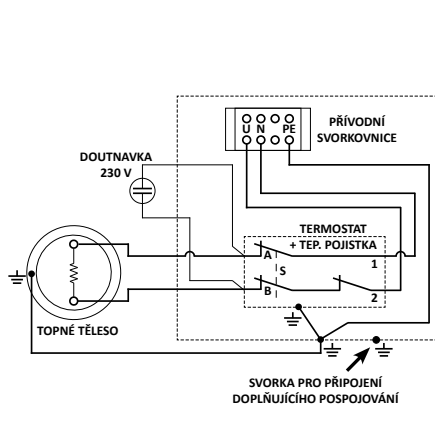 U N PE
PŘÍVODNÍ
SVORKOVNICE
DOUTNAVKA
230 V
TERMOSTAT
+ TEP. POJISTKA
A
1
S
B
2
TOPNÉ TĚLESO
SVORKA PRO PŘIPOJENÍ
DOPLŇUJÍCÍHO POSPOJOVÁNÍ